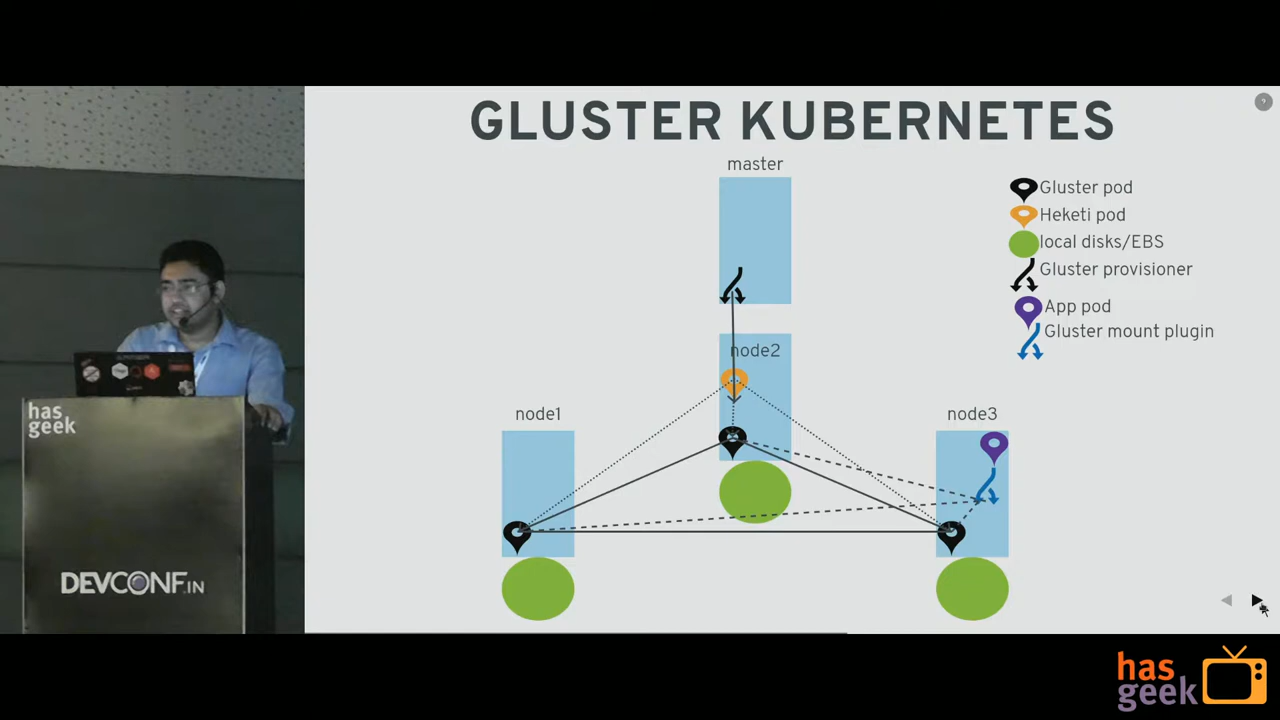 GLUSTER KUBERNETES
master
node2
node1
node3
Gluster pod
Heketi pod
local disks/EBS
Gluster provisioner
App pod
Gluster mount plugin
?
has
geek
DEVCONF.IN
has
geek